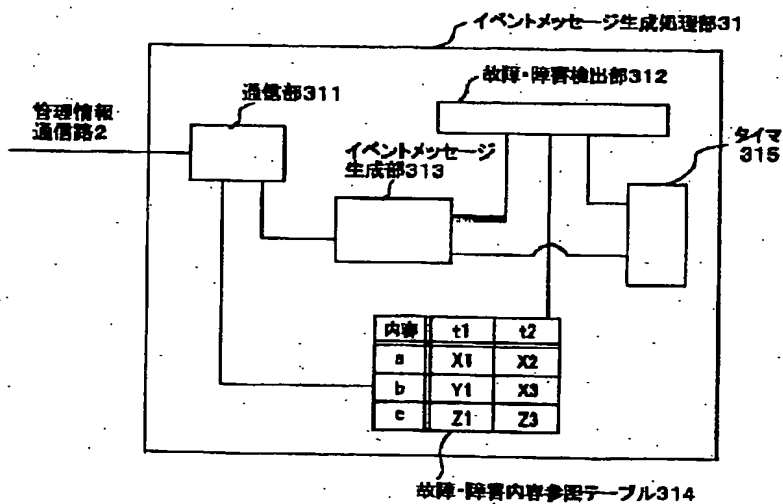 イベントメッセージ生成処理部31
故障・障害検出部312
通信部311
管理情報
通信路2
イベントメッセージ
生成部313
タイマ
315
内容 t1 t2
a X1 X2
b Y1 X3
c Z1 Z3
故障・障害内容参照テーブル314